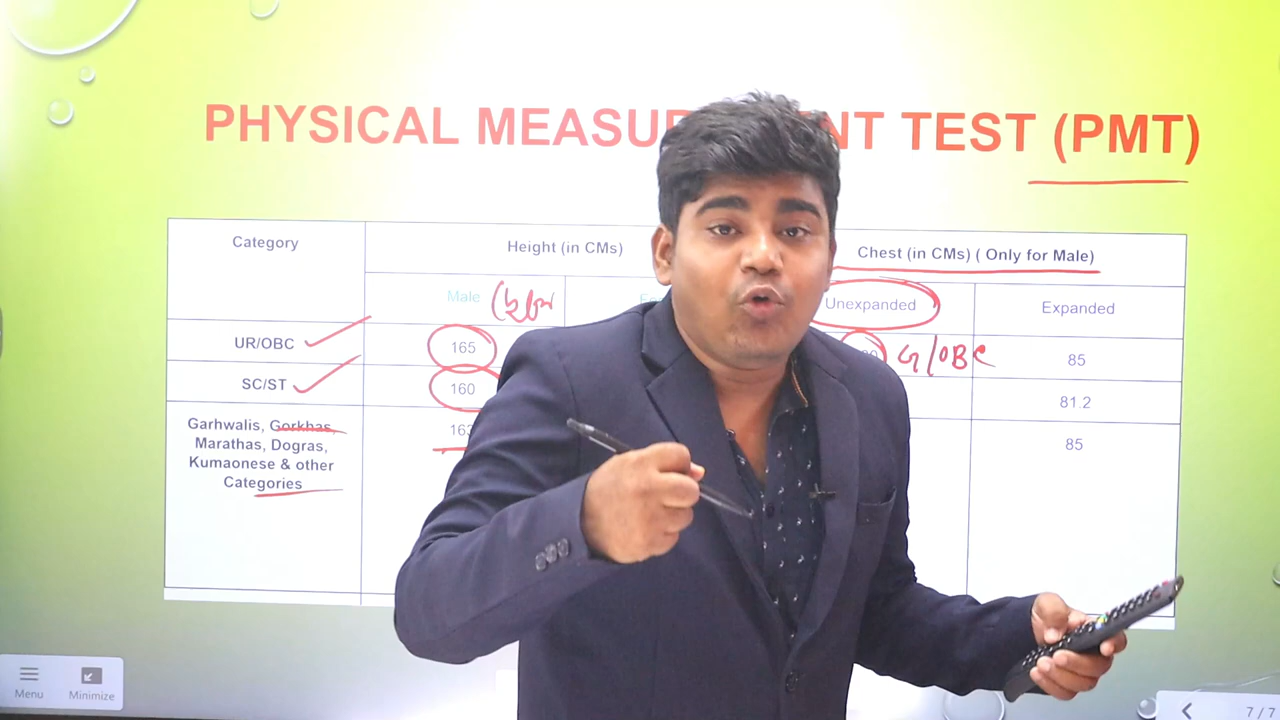 PHYSICAL MEASU NT TEST (PMT)
Category
Height (in CMs)
Chest (in CMs) ( Only for Male)
Male
Unexpanded
Expanded
UR/OBC
165
G/OBC
85
SC/ST
160
81.2
Garhwalis, Gorkhas,
Marathas, Dogras,
Kumaonese & other
Categories
85
Menu
Minimize
7 / 7